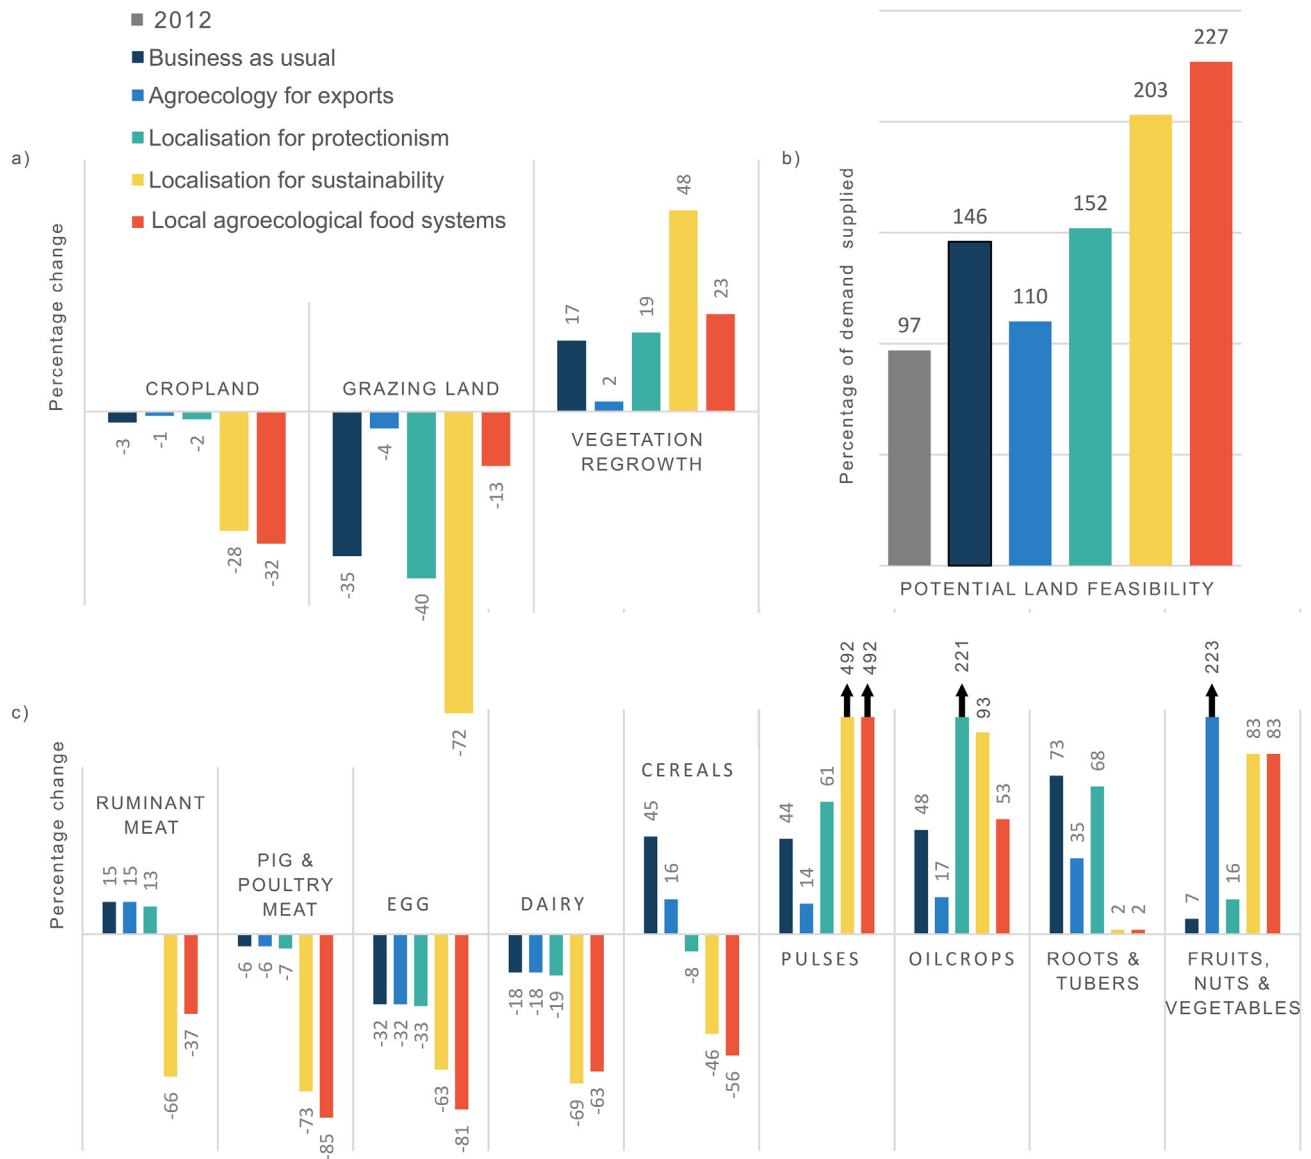 2012
Business as usual
Agroecology for exports
Localisation for protectionism
Localisation for sustainability
Local agroecological food systems
a)
Percentage change
CROPLAND
-3
-1
-2
-28
-32
GRAZING LAND
-35
-4
-40
-72
-13
VEGETATION
REGROWTH
17
2
19
48
23
b)
Percentage of demand supplied
97
146
110
152
203
227
POTENTIAL LAND FEASIBILITY
c)
Percentage change
RUMINANT
MEAT
15
15
13
-66
-37
PIG &
POULTRY
MEAT
-6
-6
-7
-73
-85
EGG
-32
-32
-33
-63
-81
DAIRY
-18
-18
-19
-69
-63
CEREALS
45
16
-8
-46
-56
44
14
61
492
492
PULSES
48
17
221
93
53
OILCROPS
73
35
68
2
2
ROOTS &
TUBERS
7
223
16
83
83
FRUITS,
NUTS &
VEGETABLES